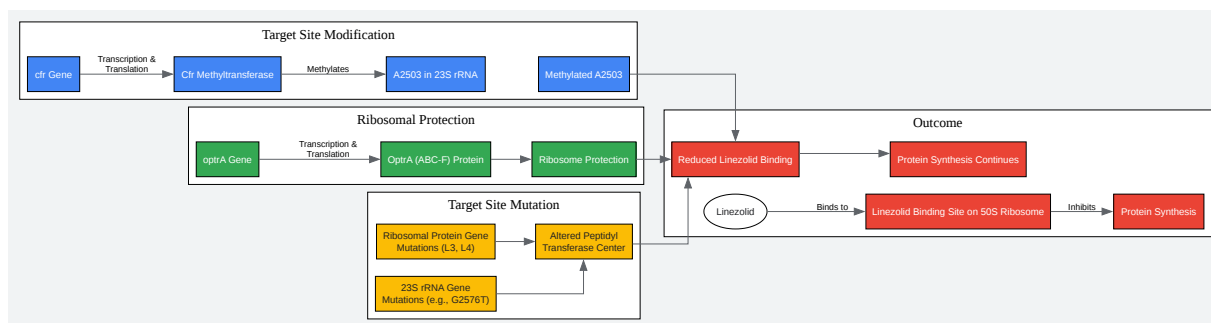 Target Site Modification
cfr Gene
Transcription &
Translation
Cfr Methyltransferase
Methylates
A2503 in 23S rRNA
Methylated A2503
Ribosomal Protection
optrA Gene
Transcription &
Translation
OptrA (ABC-F) Protein
Ribosome Protection
Target Site Mutation
Ribosomal Protein Gene
Mutations (L3, L4)
Altered Peptidyl
Transferase Center
23S rRNA Gene
Mutations (e.g., G2576T)
Outcome
Reduced Linezolid Binding
Protein Synthesis Continues
Linezolid
Binds to
Linezolid Binding Site on 50S Ribosome
Inhibits
Protein Synthesis